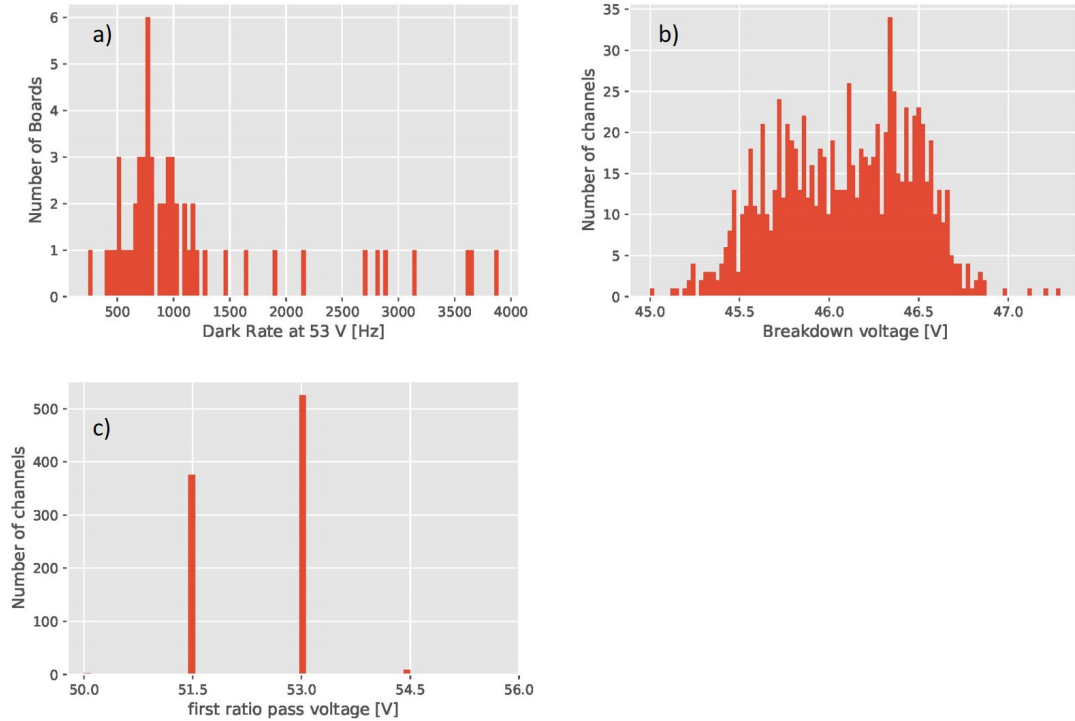 a)
Number of Boards
6
5
4
3
2
1
0
500 1000 1500 2000 2500 3000 3500 4000
Dark Rate at 53 V [Hz]
b)
Number of channels
35
30
25
20
15
10
5
0
45.0 45.5 46.0 46.5 47.0
Breakdown voltage [V]
c)
Number of channels
500
400
300
200
100
0
50.0 51.5 53.0 54.5 56.0
first ratio pass voltage [V]